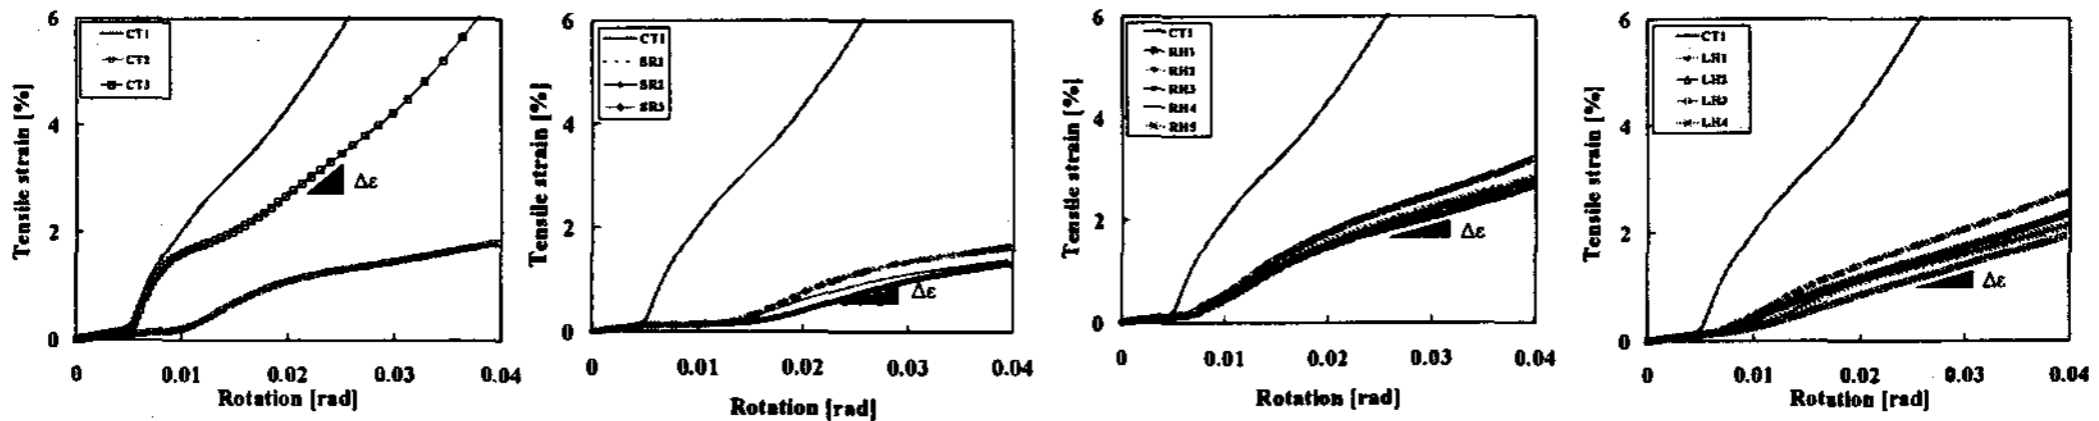 6
4
2
0
Tensile strain [%]
CT1
CT2
CT3
Δε
0 0.01 0.02 0.03 0.04
Rotation [rad]
6
4
2
0
Tensile strain [%]
CT1
SR1
SR2
SR3
Δε
0 0.01 0.02 0.03 0.04
Rotation [rad]
6
4
2
0
Tensile strain [%]
CT1
RH1
RH2
RH3
RH4
RH5
Δε
0 0.01 0.02 0.03 0.04
Rotation [rad]
6
4
2
0
Tensile strain [%]
CT1
LH1
LH2
LH3
LH4
Δε
0 0.01 0.02 0.03 0.04
Rotation [rad]